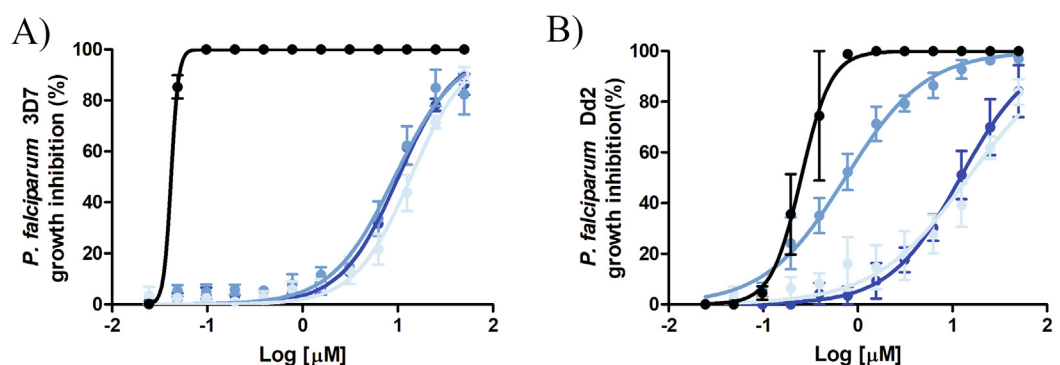 A)
P. falciparum 3D7
growth inhibition (%)
100
80
60
40
20
0
-2
-1
0
1
2
Log [µM]
B)
P. falciparum Dd2
growth inhibition(%)
100
80
60
40
20
0
-2
-1
0
1
2
Log [µM]